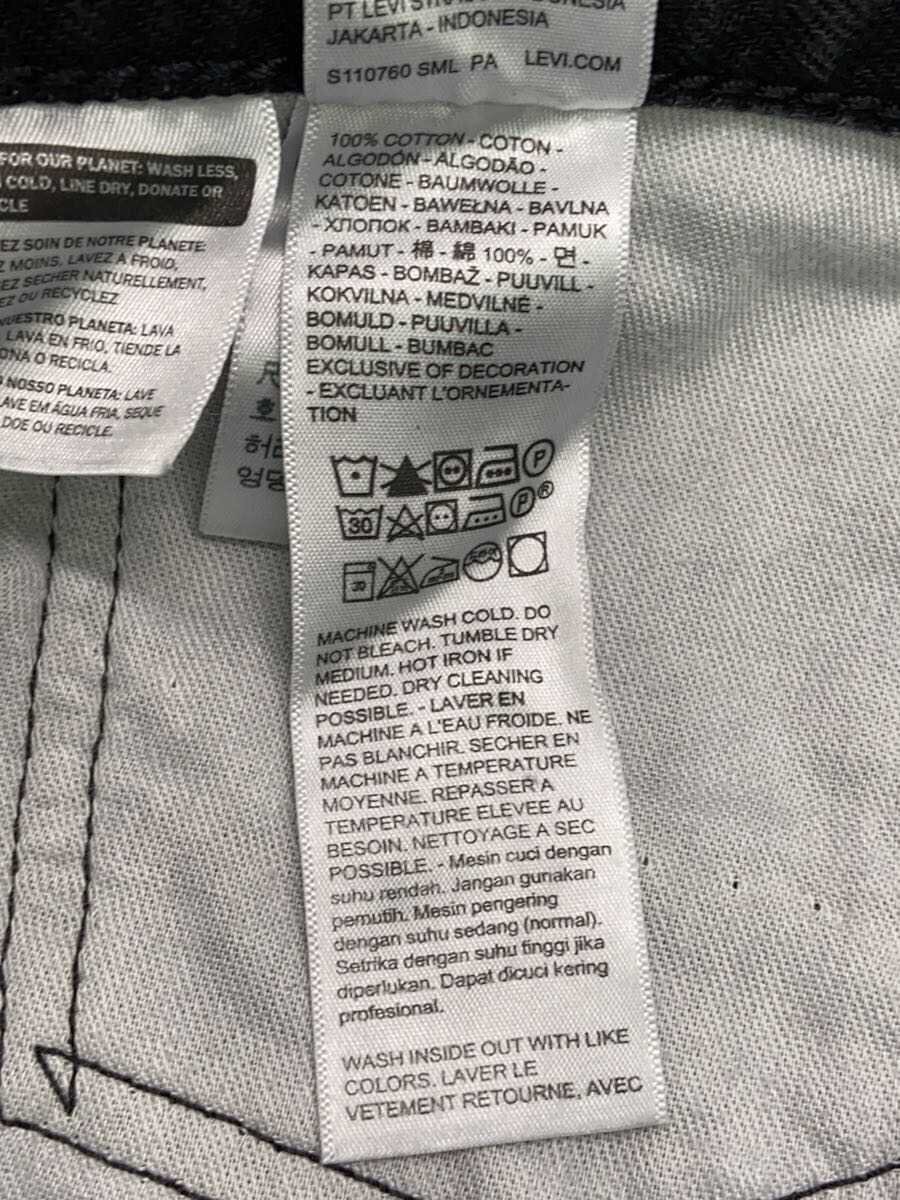 PT LEVI STRAUSS INDONESIA
JAKARTA - INDONESIA
S110760 SML PA LEVI.COM
FOR OUR PLANET: WASH LESS,
COLD, LINE DRY, DONATE OR
EZ SOIN DE NOTRE PLANETE:
MOINS, LAVEZ A FROID,
EZ SECHER NATURELLEMENT,
EZ OU RECYCLEZ
NUESTRO PLANETA: LAVA
LAVA EN FRIO, TIENDE LA
ONA O RECICLA.
NOSSO PLANETA: LAVE
AVE EM ÁGUA FRIA, SEQUE
DOE OU RECICLE.
허리
엉덩
100% COTTON - COTON -
ALGODÓN - ALGODÃO -
COTONE - BAUMWOLLE -
KATOEN - BAWEŁNA - BAVLNA
- ХЛОПОК - BAMBAKI - PAMUK
- PAMUT - 棉 - 綿 100% - 면 -
KAPAS - BOMBAŽ - PUUVILL -
KOKVILNA - MEDVILNĖ -
BOMULD - PUUVILLA -
BOMULL - BUMBAC
EXCLUSIVE OF DECORATION
- EXCLUANT L'ORNEMENTA-
TION
P
30 P®
MACHINE WASH COLD. DO
NOT BLEACH. TUMBLE DRY
MEDIUM. HOT IRON IF
NEEDED. DRY CLEANING
POSSIBLE. - LAVER EN
MACHINE A L'EAU FROIDE. NE
PAS BLANCHIR. SECHER EN
MACHINE A TEMPERATURE
MOYENNE. REPASSER A
TEMPERATURE ELEVEE AU
BESOIN. NETTOYAGE A SEC
POSSIBLE. - Mesin cuci dengan
suhu rendah. Jangan gunakan
pemutih. Mesin pengering
dengan suhu sedang (normal).
Setrika dengan suhu tinggi jika
diperlukan. Dapat dicuci kering
profesional.
WASH INSIDE OUT WITH LIKE
COLORS. LAVER LE
VETEMENT RETOURNE, AVEC